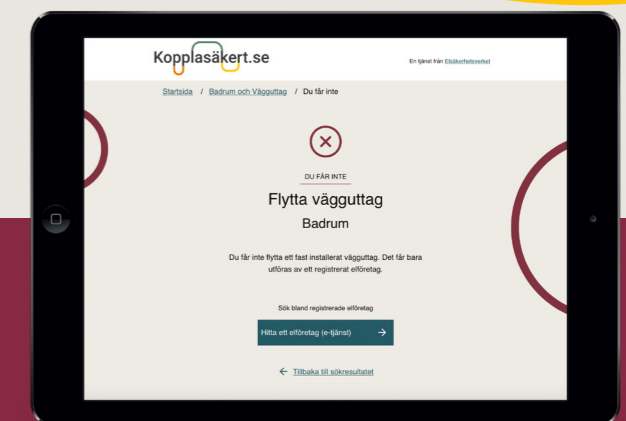 Kopplasäkert.se
En tjänst från Elsäkerhetsverket
Startsida / Badrum och Vägguttag / Du får inte
DU FÅR INTE
Flytta vägguttag
Badrum
Du får inte flytta ett fast installerat vägguttag. Det får bara
utföras av ett registrerat elföretag.
Sök bland registrerade elföretag
Hitta ett elföretag (e-tjänst) →
← Tillbaka till sökresultatet